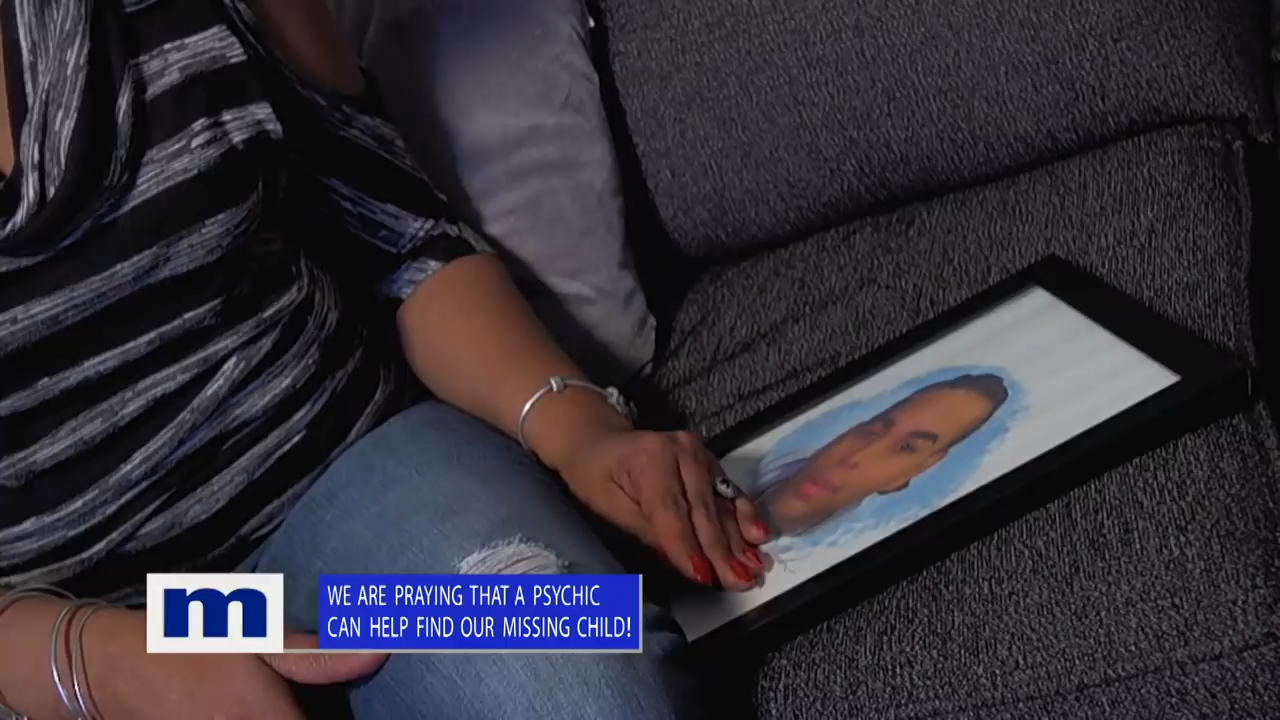 m
WE ARE PRAYING THAT A PSYCHIC
CAN HELP FIND OUR MISSING CHILD!